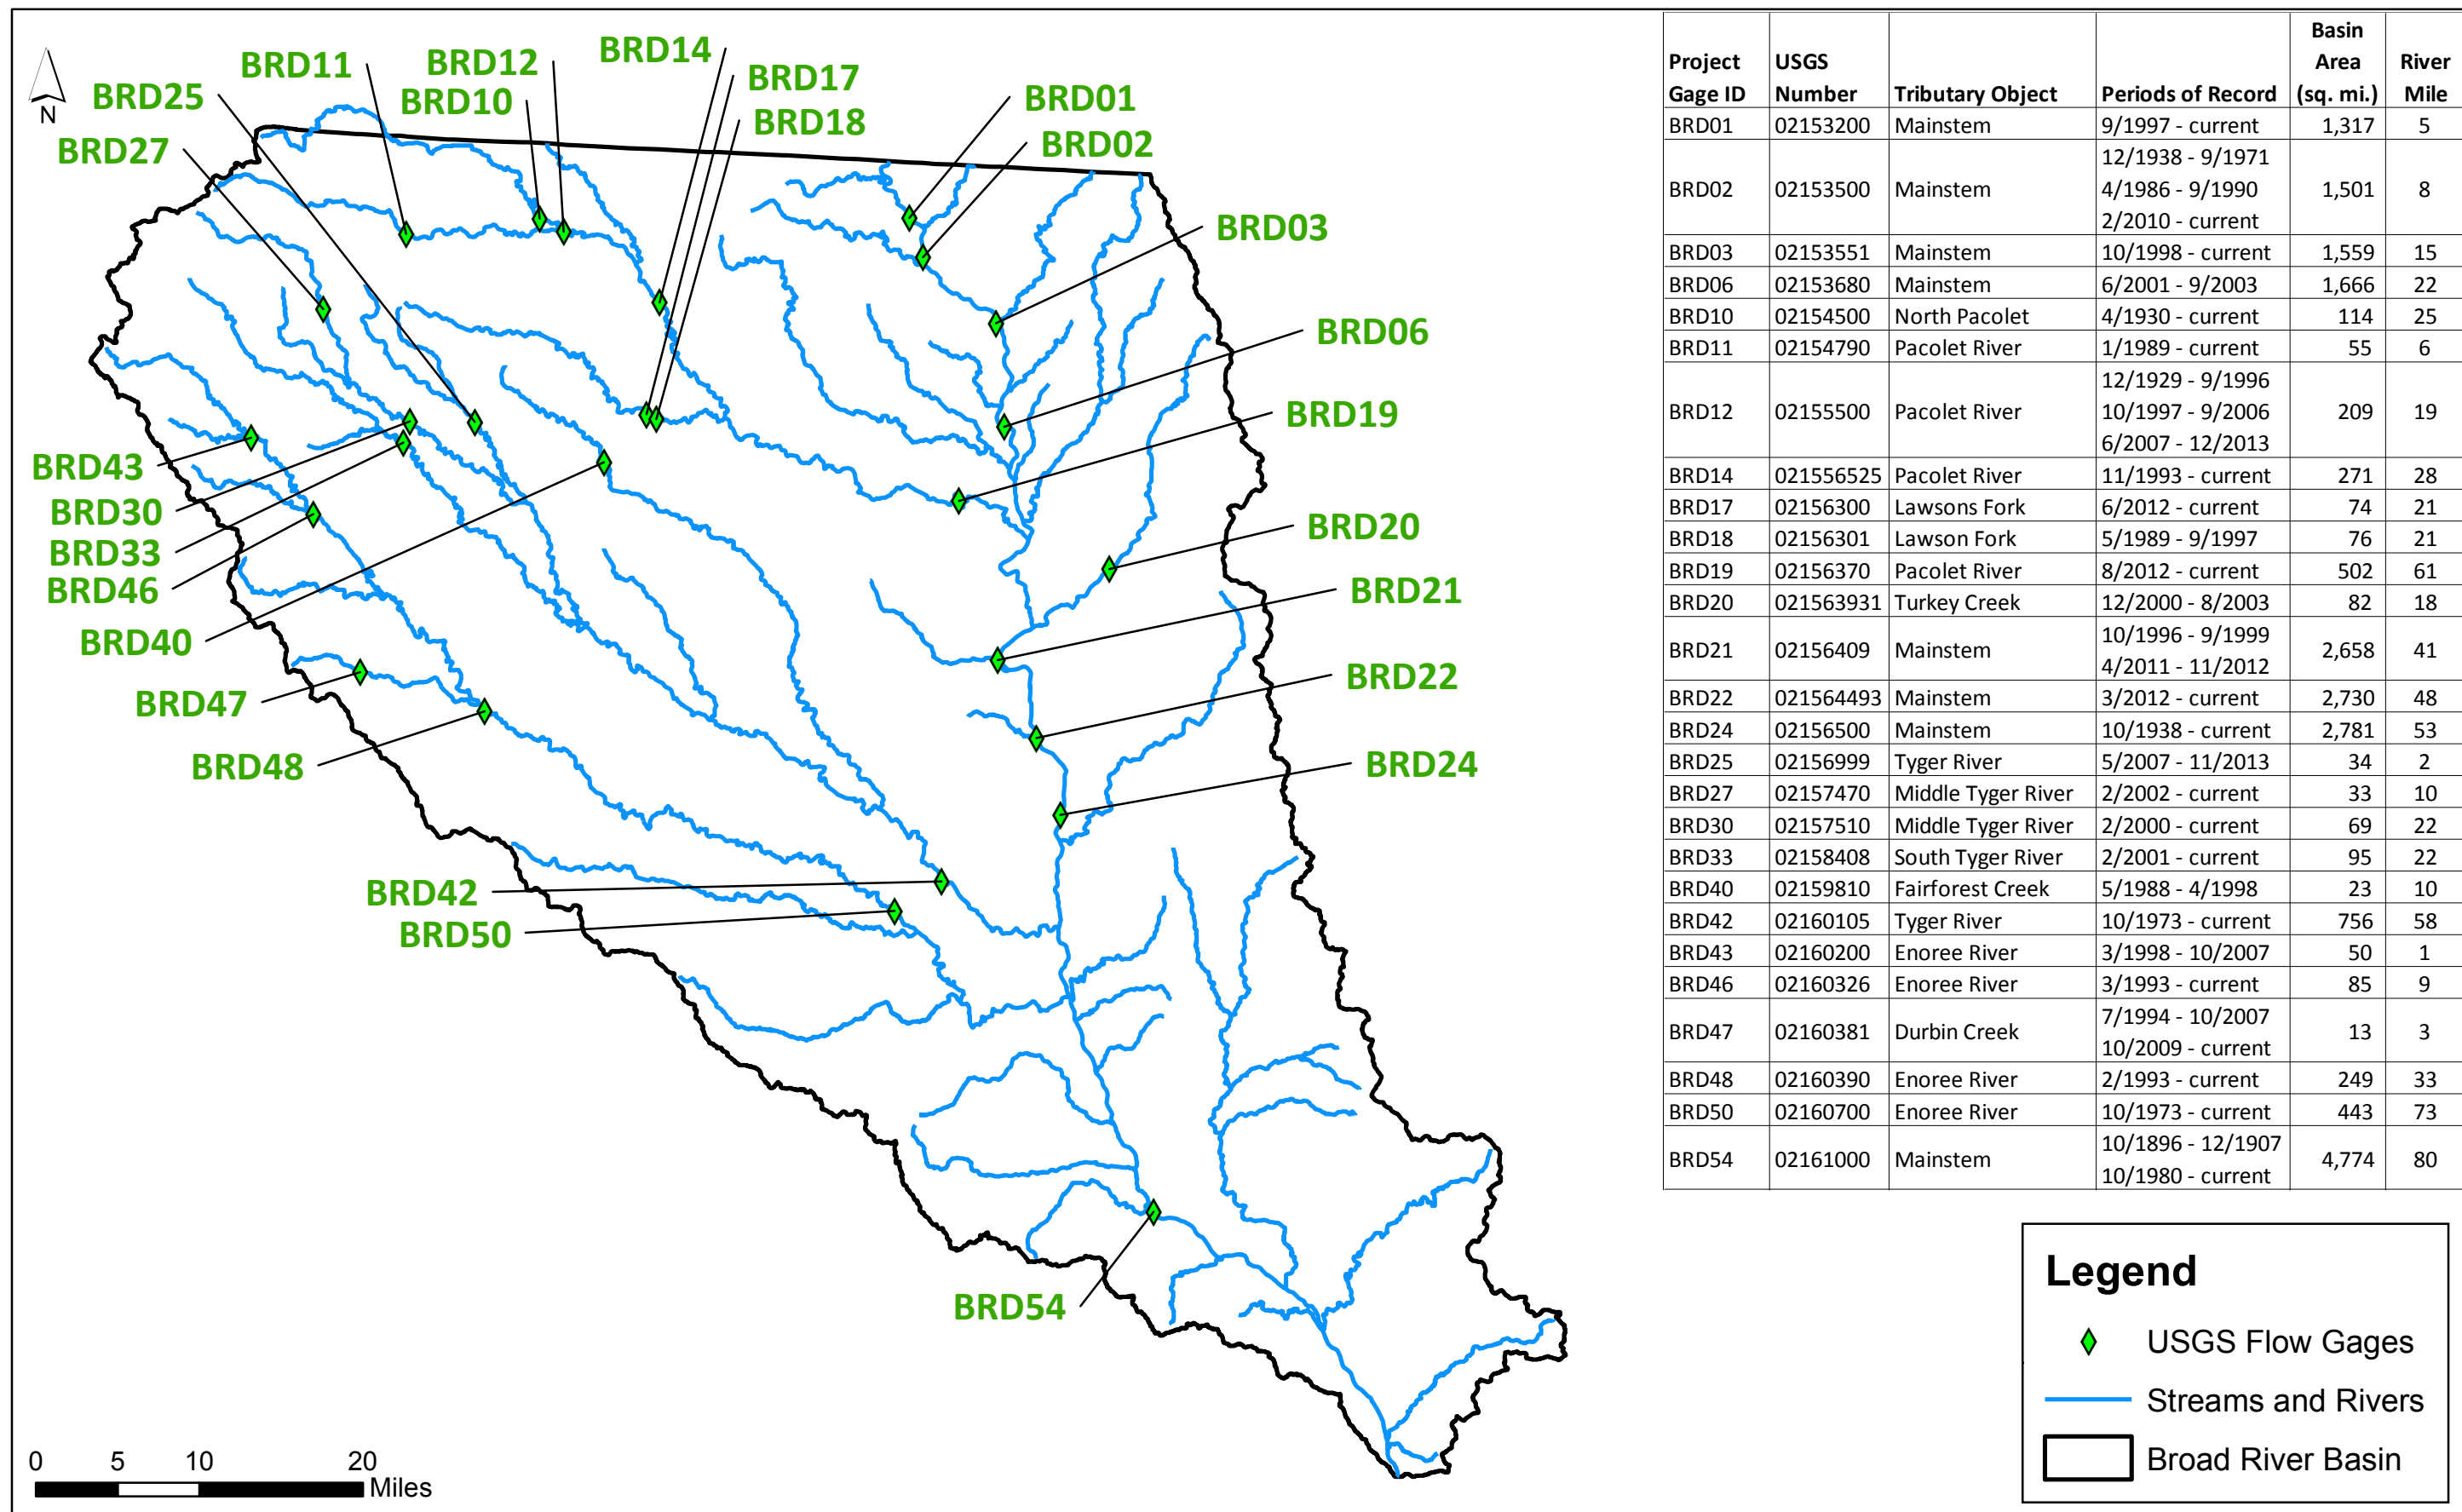 BRD14
BRD12
BRD11
BRD17
BRD25
BRD10
BRD01
BRD18
N
BRD02
BRD27
BRD03
BRD06
BRD19
BRD43
BRD30
BRD20
BRD33
BRD46
BRD21
BRD40
BRD22
BRD47
BRD48
BRD24
BRD42
BRD50
BRD54
0 5 10 20
Miles
Project Gage ID USGS Number Tributary Object Periods of Record Basin Area (sq. mi.) River Mile
BRD01 02153200 Mainstem 9/1997 - current 1,317 5
12/1938 - 9/1971
BRD02 02153500 Mainstem 4/1986 - 9/1990 1,501 8
2/2010 - current
BRD03 02153551 Mainstem 10/1998 - current 1,559 15
BRD06 02153680 Mainstem 6/2001 - 9/2003 1,666 22
BRD10 02154500 North Pacolet 4/1930 - current 114 25
BRD11 02154790 Pacolet River 1/1989 - current 55 6
12/1929 - 9/1996
BRD12 02155500 Pacolet River 10/1997 - 9/2006 209 19
6/2007 - 12/2013
BRD14 021556525 Pacolet River 11/1993 - current 271 28
BRD17 02156300 Lawsons Fork 6/2012 - current 74 21
BRD18 02156301 Lawson Fork 5/1989 - 9/1997 76 21
BRD19 02156370 Pacolet River 8/2012 - current 502 61
BRD20 021563931 Turkey Creek 12/2000 - 8/2003 82 18
BRD21 02156409 Mainstem 10/1996 - 9/1999 2,658 41
4/2011 - 11/2012
BRD22 021564493 Mainstem 3/2012 - current 2,730 48
BRD24 02156500 Mainstem 10/1938 - current 2,781 53
BRD25 02156999 Tyger River 5/2007 - 11/2013 34 2
BRD27 02157470 Middle Tyger River 2/2002 - current 33 10
BRD30 02157510 Middle Tyger River 2/2000 - current 69 22
BRD33 02158408 South Tyger River 2/2001 - current 95 22
BRD40 02159810 Fairforest Creek 5/1988 - 4/1998 23 10
BRD42 02160105 Tyger River 10/1973 - current 756 58
BRD43 02160200 Enoree River 3/1998 - 10/2007 50 1
BRD46 02160326 Enoree River 3/1993 - current 85 9
BRD47 02160381 Durbin Creek 7/1994 - 10/2007 13 3
10/2009 - current
BRD48 02160390 Enoree River 2/1993 - current 249 33
BRD50 02160700 Enoree River 10/1973 - current 443 73
BRD54 02161000 Mainstem 10/1896 - 12/1907 4,774 80
10/1980 - current
Legend
USGS Flow Gages
Streams and Rivers
Broad River Basin